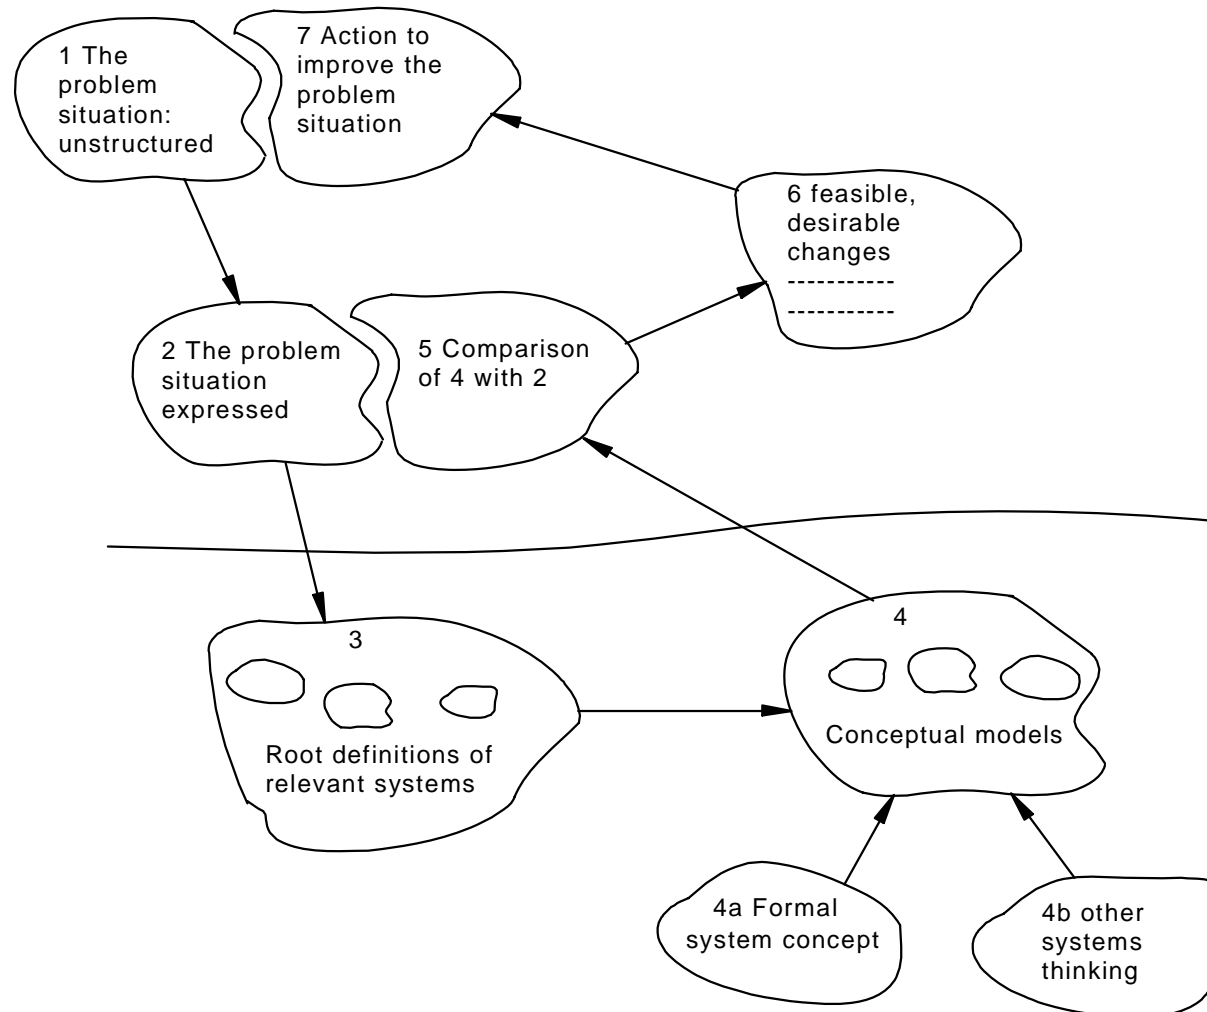 1 The
problem
situation:
unstructured
7 Action to
improve the
problem
situation
6 feasible,
desirable
changes
-----------
-----------
2 The problem
situation
expressed
5 Comparison
of 4 with 2
3
Root definitions of
relevant systems
4
Conceptual models
4a Formal
system concept
4b other
systems
thinking